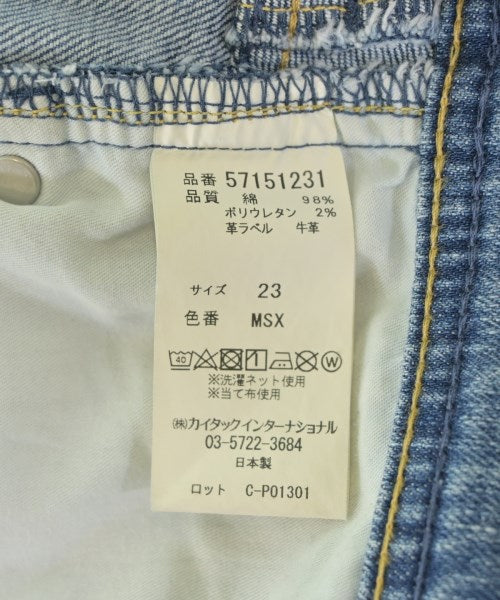 品番 57151231
品質 綿 98%
ポリウレタン 2%
革ラベル 牛革
サイズ 23
色番 MSX
40 W
※洗濯ネット使用
※当て布使用
㈱カイタックインターナショナル
03-5722-3684
日本製
ロット C-P01301